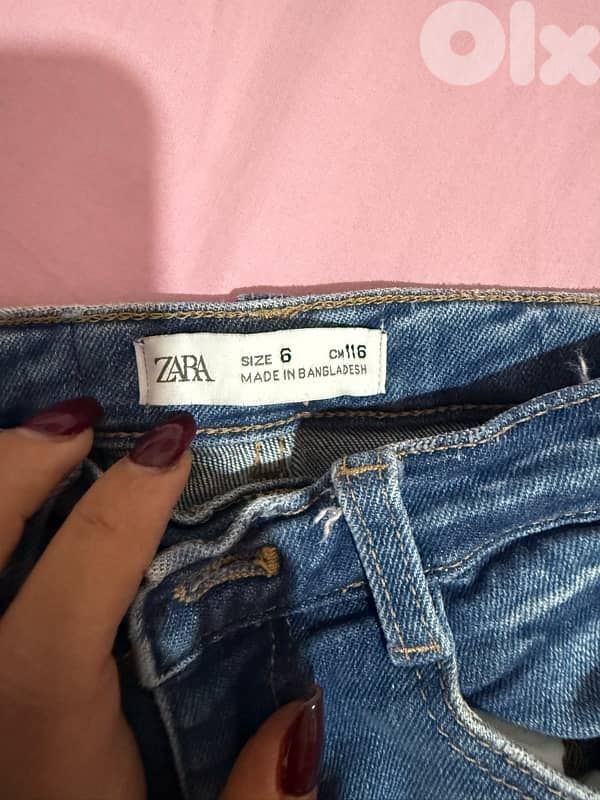 Olx
ZARA
SIZE 6 CM 116
MADE IN BANGLADESH